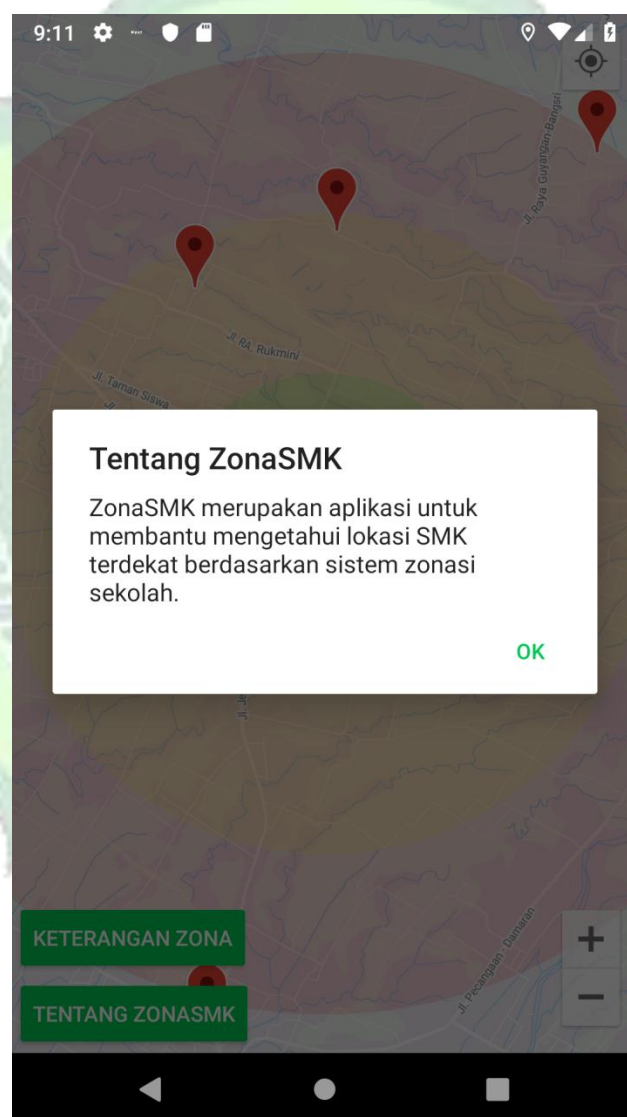 9:11
Jl. Raya Guyangan-Bangsri
Jl. RA. Rukmini
Jl. Taman Siswa
Tentang ZonaSMK
ZonaSMK merupakan aplikasi untuk
membantu mengetahui lokasi SMK
terdekat berdasarkan sistem zonasi
sekolah.
OK
KETERANGAN ZONA
Jl. Pecangaan - Damaran
TENTANG ZONASMK